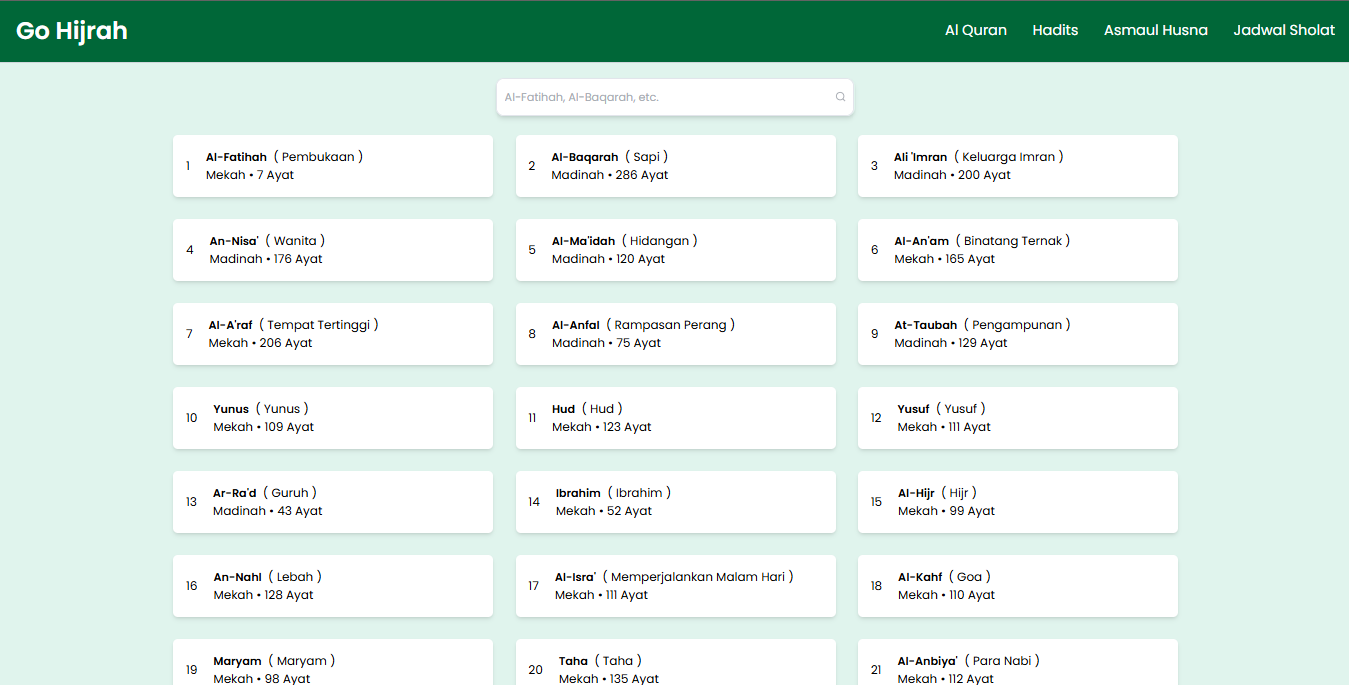 Go Hijrah
Al Quran
Hadits
Asmaul Husna
Jadwal Sholat
Al-Fatihah, Al-Baqarah, etc.
1
Al-Fatihah ( Pembukaan )
Mekah • 7 Ayat
2
Al-Baqarah ( Sapi )
Madinah • 286 Ayat
3
Ali 'Imran ( Keluarga Imran )
Madinah • 200 Ayat
4
An-Nisa' ( Wanita )
Madinah • 176 Ayat
5
Al-Ma'idah ( Hidangan )
Madinah • 120 Ayat
6
Al-An'am ( Binatang Ternak )
Mekah • 165 Ayat
7
Al-A'raf ( Tempat Tertinggi )
Mekah • 206 Ayat
8
Al-Anfal ( Rampasan Perang )
Madinah • 75 Ayat
9
At-Taubah ( Pengampunan )
Madinah • 129 Ayat
10
Yunus ( Yunus )
Mekah • 109 Ayat
11
Hud ( Hud )
Mekah • 123 Ayat
12
Yusuf ( Yusuf )
Mekah • 111 Ayat
13
Ar-Ra'd ( Guruh )
Madinah • 43 Ayat
14
Ibrahim ( Ibrahim )
Mekah • 52 Ayat
15
Al-Hijr ( Hijr )
Mekah • 99 Ayat
16
An-Nahl ( Lebah )
Mekah • 128 Ayat
17
Al-Isra' ( Memperjalankan Malam Hari )
Mekah • 111 Ayat
18
Al-Kahf ( Goa )
Mekah • 110 Ayat
19
Maryam ( Maryam )
Mekah • 98 Ayat
20
Taha ( Taha )
Mekah • 135 Ayat
21
Al-Anbiya' ( Para Nabi )
Mekah • 112 Ayat